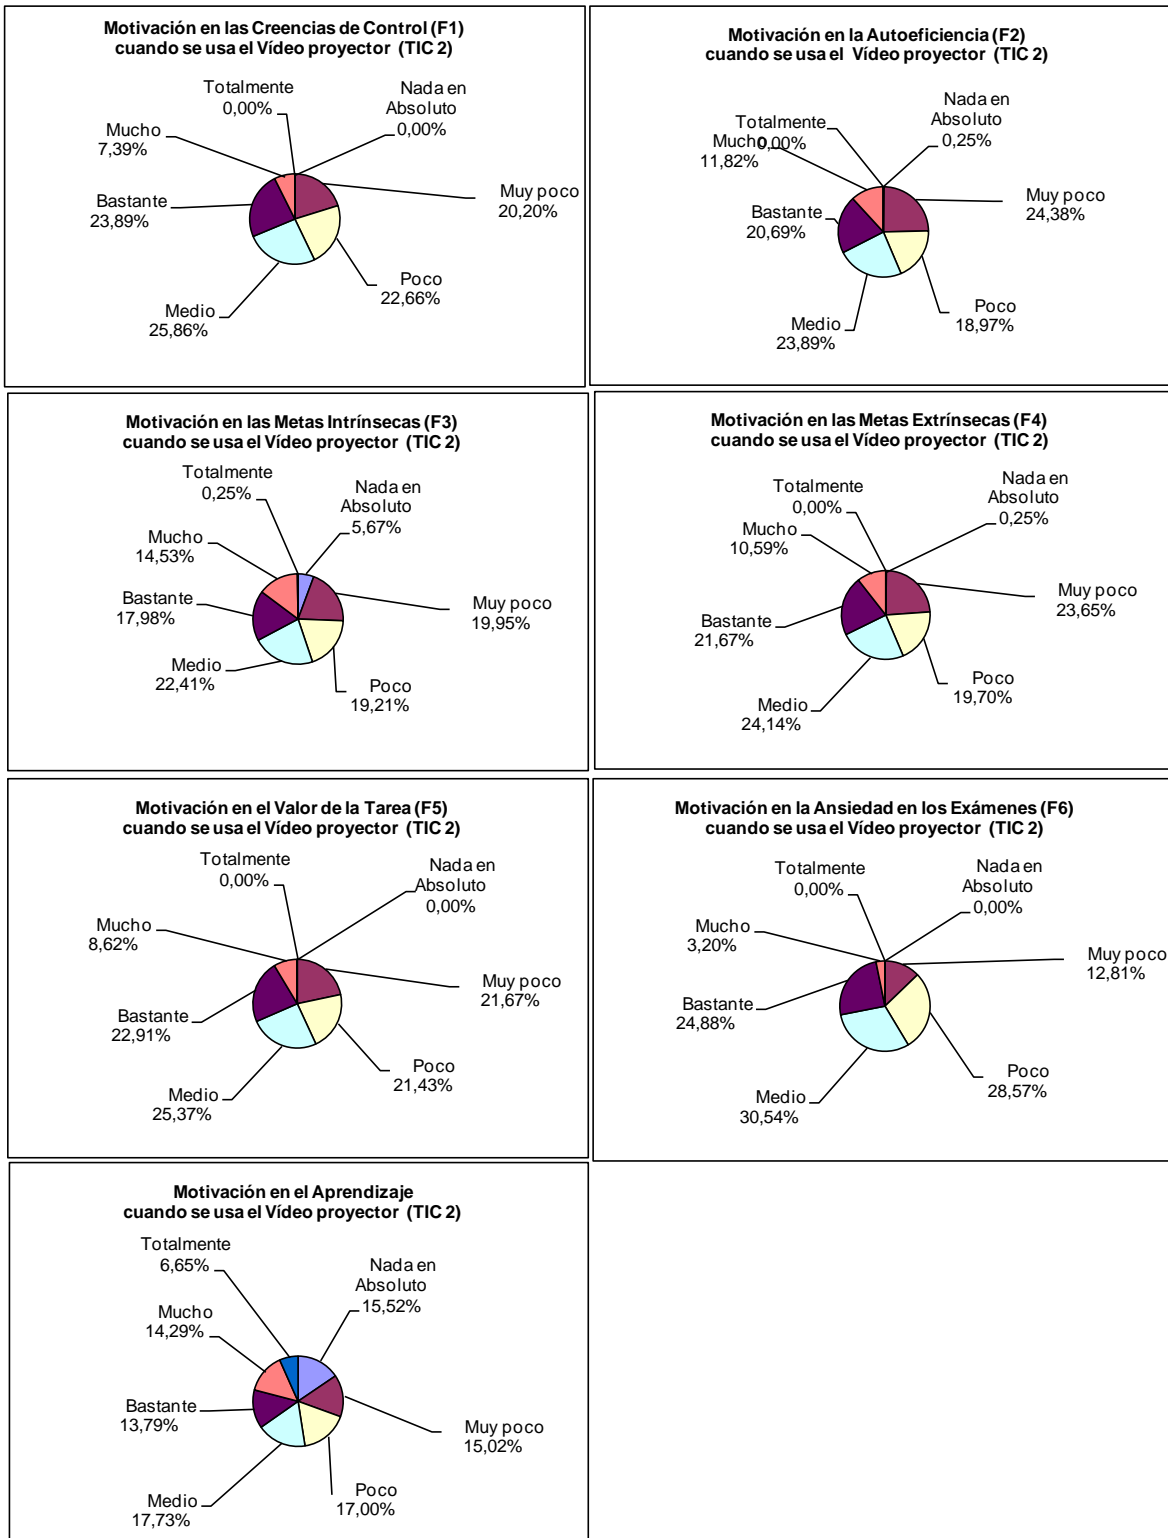 Motivación en las Creencias de Control (F1)
cuando se usa el Vídeo proyector (TIC 2)
Totalmente
0,00%
Nada en
Absoluto
0,00%
Mucho
7,39%
Muy poco
20,20%
Bastante
23,89%
Poco
22,66%
Medio
25,86%
Motivación en la Autoeficiencia (F2)
cuando se usa el Vídeo proyector (TIC 2)
Totalmente
0,00%
Nada en
Absoluto
0,25%
Mucho
11,82%
Muy poco
24,38%
Bastante
20,69%
Poco
18,97%
Medio
23,89%
Motivación en las Metas Intrínsecas (F3)
cuando se usa el Vídeo proyector (TIC 2)
Totalmente
0,25%
Nada en
Absoluto
5,67%
Mucho
14,53%
Muy poco
19,95%
Bastante
17,98%
Poco
19,21%
Medio
22,41%
Motivación en las Metas Extrínsecas (F4)
cuando se usa el Vídeo proyector (TIC 2)
Totalmente
0,00%
Nada en
Absoluto
0,25%
Mucho
10,59%
Muy poco
23,65%
Bastante
21,67%
Poco
19,70%
Medio
24,14%
Motivación en el Valor de la Tarea (F5)
cuando se usa el Vídeo proyector (TIC 2)
Totalmente
0,00%
Nada en
Absoluto
0,00%
Mucho
8,62%
Muy poco
21,67%
Bastante
22,91%
Poco
21,43%
Medio
25,37%
Motivación en la Ansiedad en los Exámenes (F6)
cuando se usa el Vídeo proyector (TIC 2)
Totalmente
0,00%
Nada en
Absoluto
0,00%
Mucho
3,20%
Muy poco
12,81%
Bastante
24,88%
Poco
28,57%
Medio
30,54%
Motivación en el Aprendizaje
cuando se usa el Vídeo proyector (TIC 2)
Totalmente
6,65%
Nada en
Absoluto
15,52%
Mucho
14,29%
Bastante
13,79%
Muy poco
15,02%
Poco
17,00%
Medio
17,73%